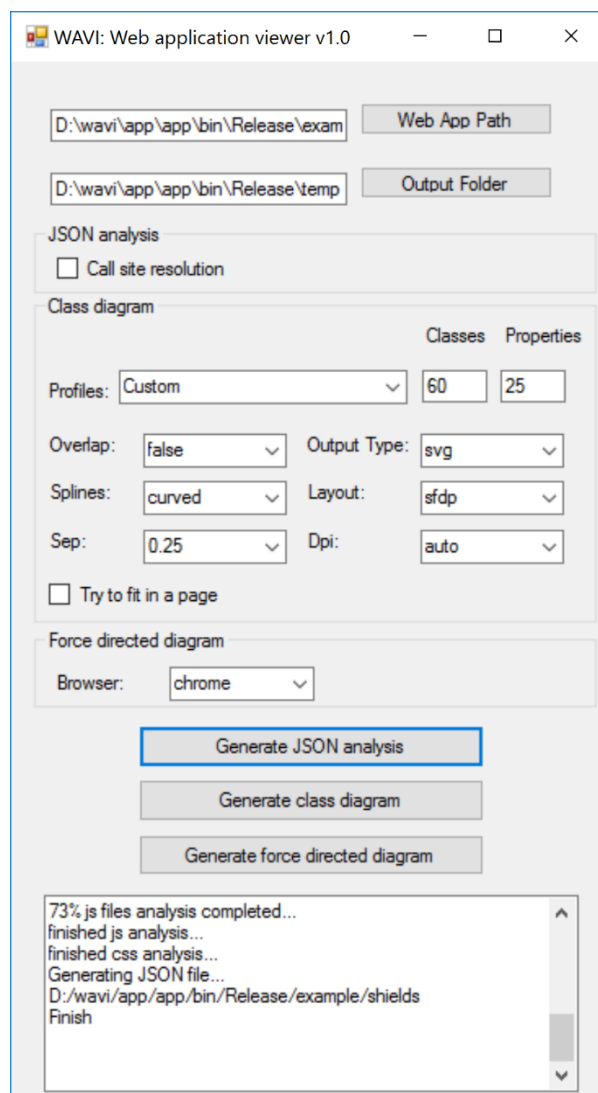 WAVI: Web application viewer v1.0
D:\wavi\app\app\bin\Release\exam
Web App Path
D:\wavi\app\app\bin\Release\temp
Output Folder
JSON analysis
Call site resolution
Class diagram
Classes Properties
Profiles: Custom 60 25
Overlap: false Output Type: svg
Splines: curved Layout: sfdp
Sep: 0.25 Dpi: auto
Try to fit in a page
Force directed diagram
Browser: chrome
Generate JSON analysis
Generate class diagram
Generate force directed diagram
73% js files analysis completed...
finished js analysis...
finished css analysis...
Generating JSON file...
D:/wavi/app/app/bin/Release/example/shields
Finish